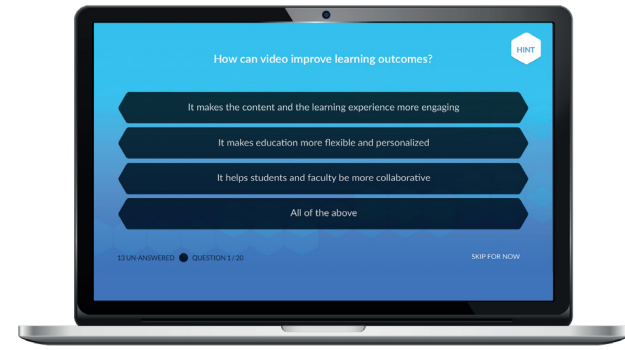 How can video improve learning outcomes?
HINT
It makes the content and the learning experience more engaging
It makes education more flexible and personalized
It helps students and faculty be more collaborative
All of the above
13 UN-ANSWERED QUESTION 1 / 20
SKIP FOR NOW